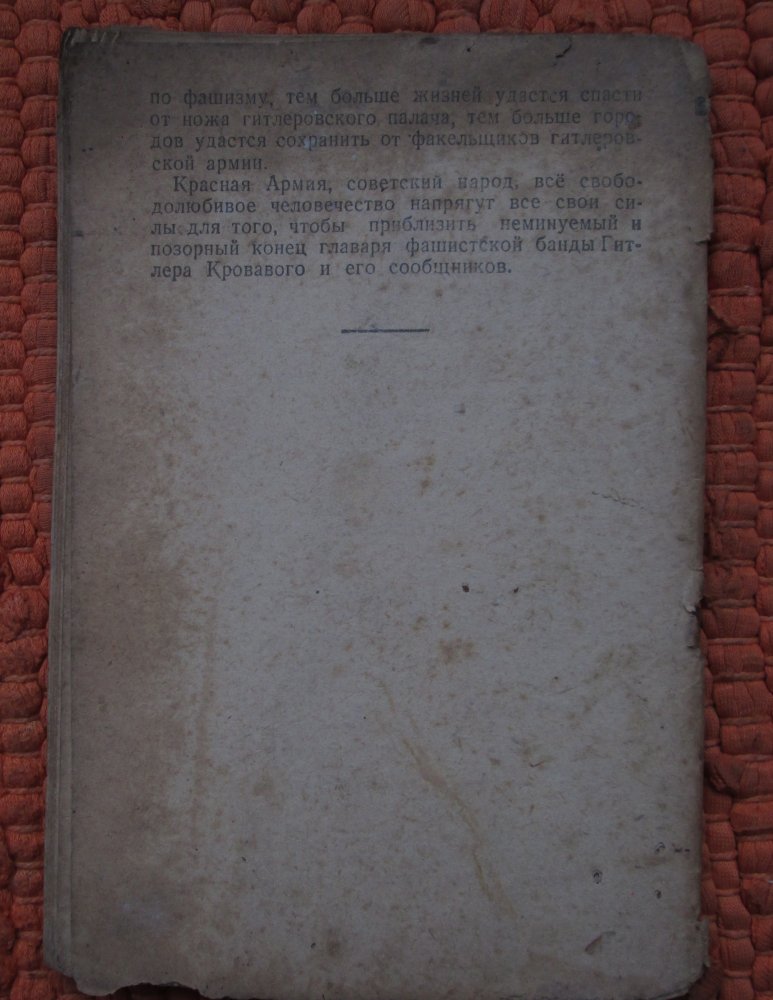 по фашизму, тем больше жизней удастся спасти
от ножа гитлеровского палача, тем больше горо-
дов удастся сохранить от факельщиков гитлеров-
ской армии.
Красная Армия, советский народ, всё свобо-
долюбивое человечество напрягут все свои си-
лы для того, чтобы приблизить неминуемый и
позорный конец главаря фашистской банды Гит-
лера Кровавого и его сообщников.